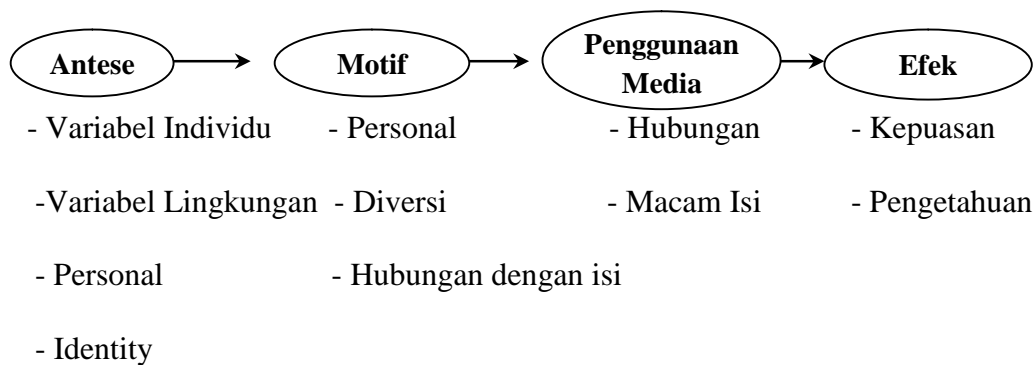 Antese Motif Penggunaan Media Efek
- Variabel Individu - Personal - Hubungan - Kepuasan
-Variabel Lingkungan - Diversi - Macam Isi - Pengetahuan
- Personal - Hubungan dengan isi
- Identity